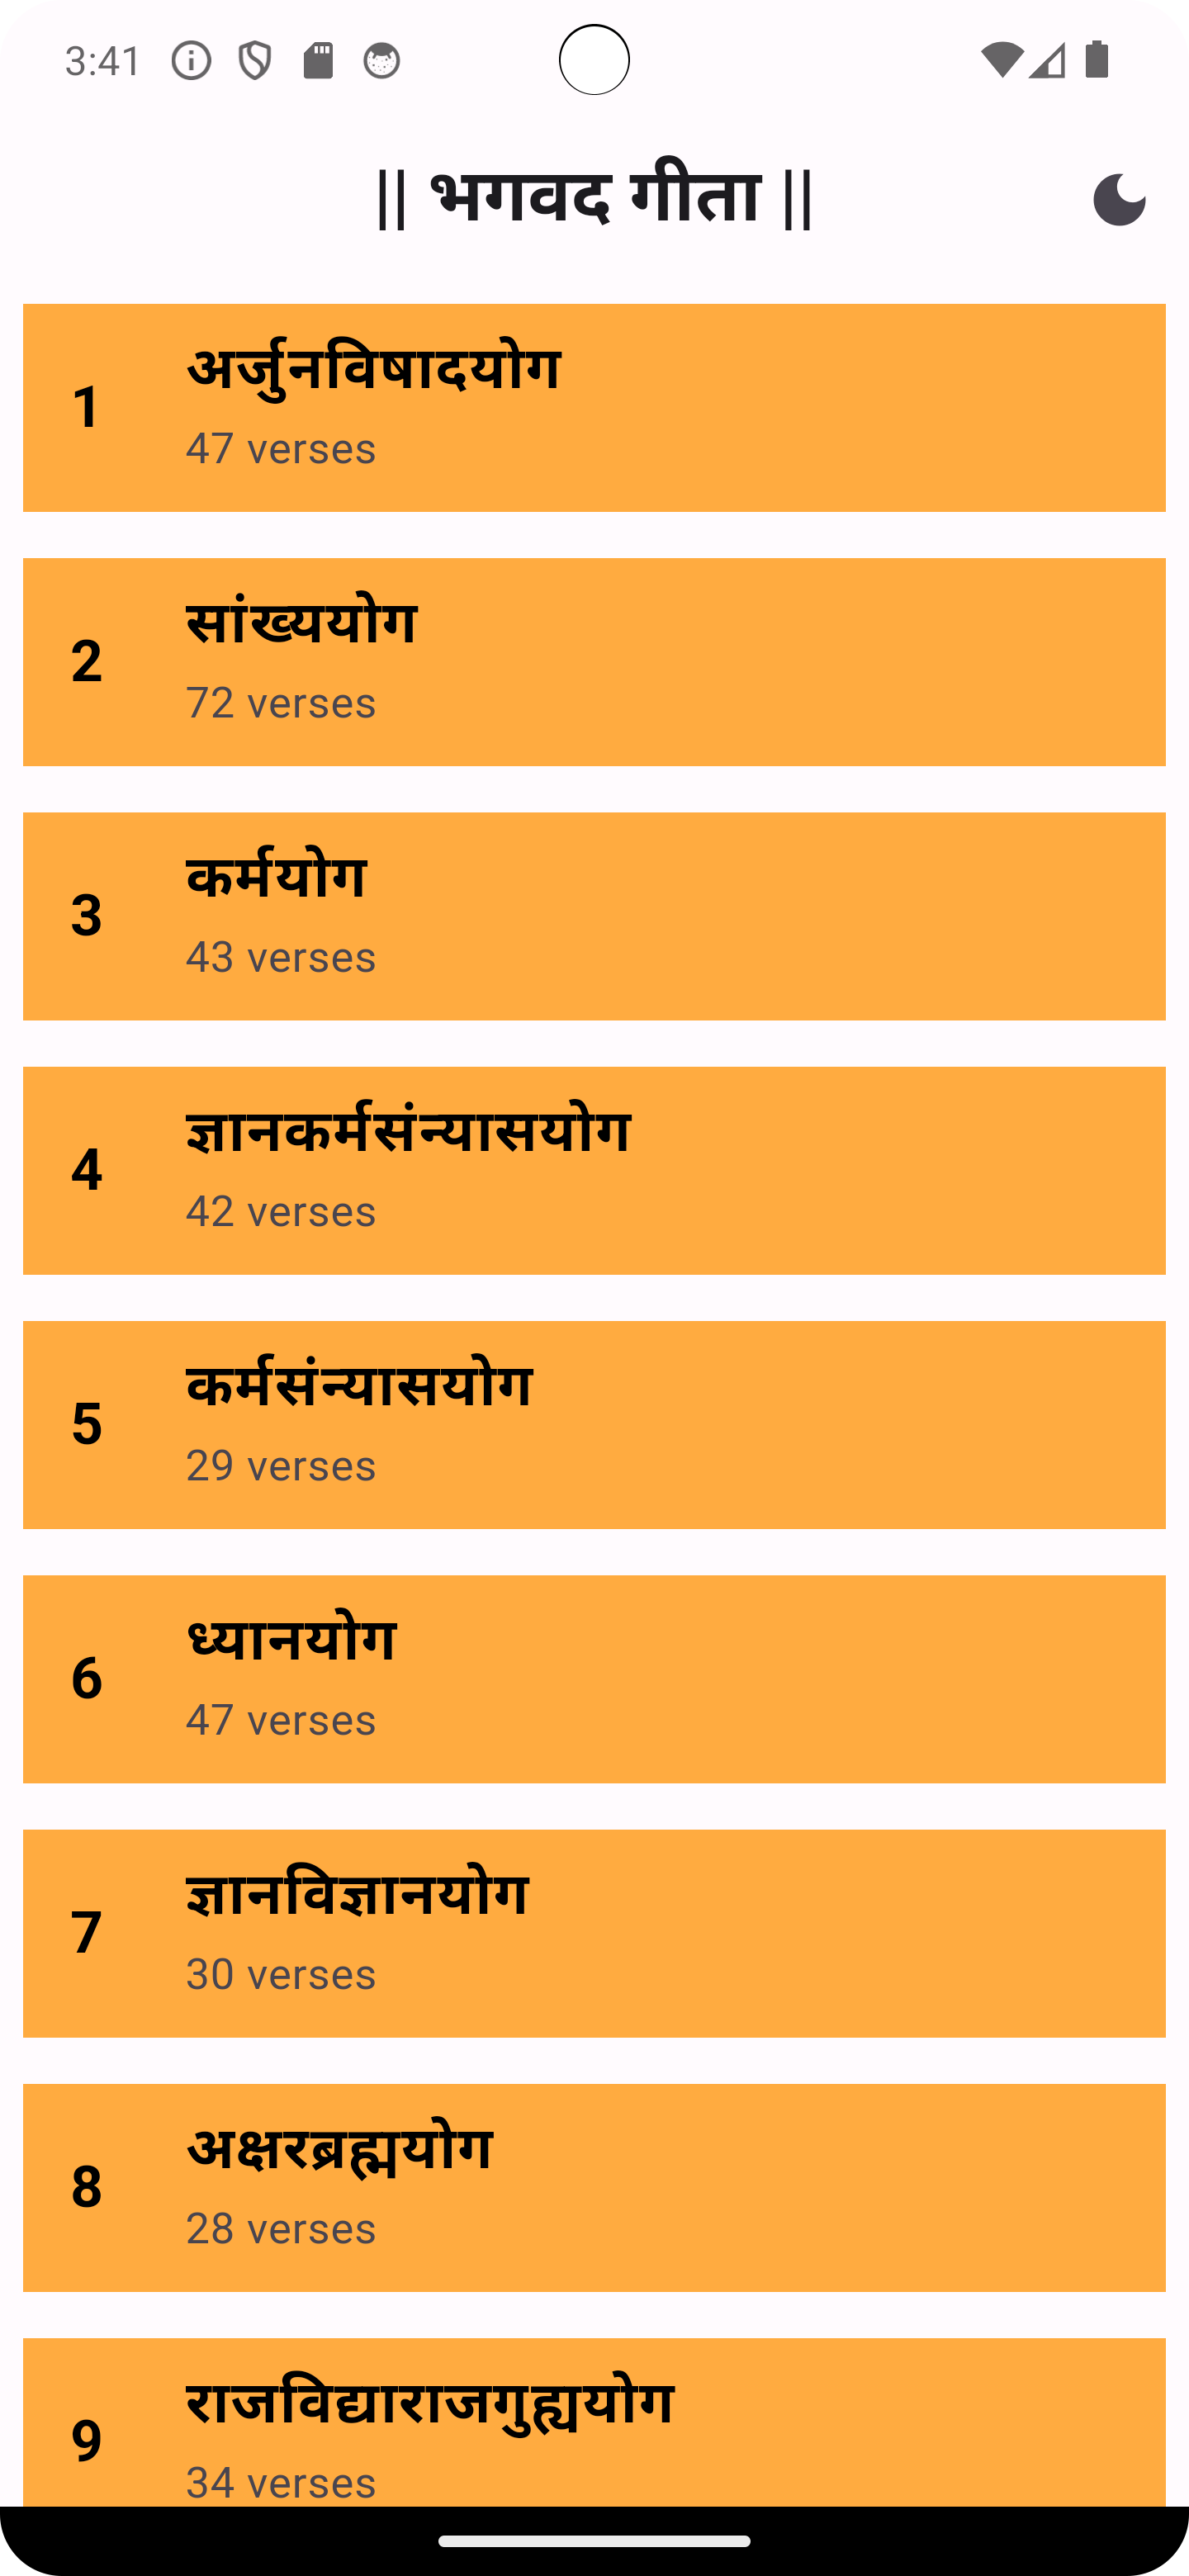 3:41
|| भगवद गीता ||
1
अर्जुनविषादयोग
47 verses
2
सांख्ययोग
72 verses
3
कर्मयोग
43 verses
4
ज्ञानकर्मसंन्यासयोग
42 verses
5
कर्मसंन्यासयोग
29 verses
6
ध्यानयोग
47 verses
7
ज्ञानविज्ञानयोग
30 verses
8
अक्षरब्रह्मयोग
28 verses
9
राजविद्याराजगुह्ययोग
34 verses